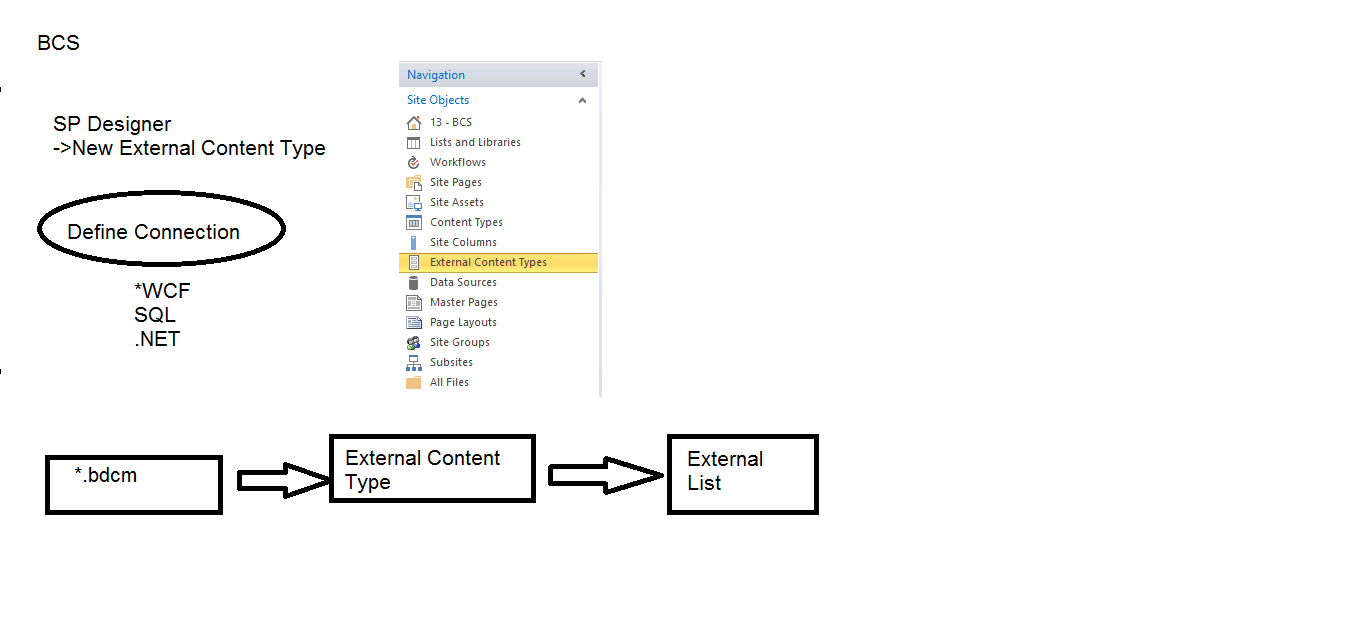 BCS
SP Designer
->New External Content Type
Define Connection
*WCF
SQL
.NET
Navigation
Site Objects
13 - BCS
Lists and Libraries
Workflows
Site Pages
Site Assets
Content Types
Site Columns
External Content Types
Data Sources
Master Pages
Page Layouts
Site Groups
Subsites
All Files
*.bdcm
External Content
Type
External
List